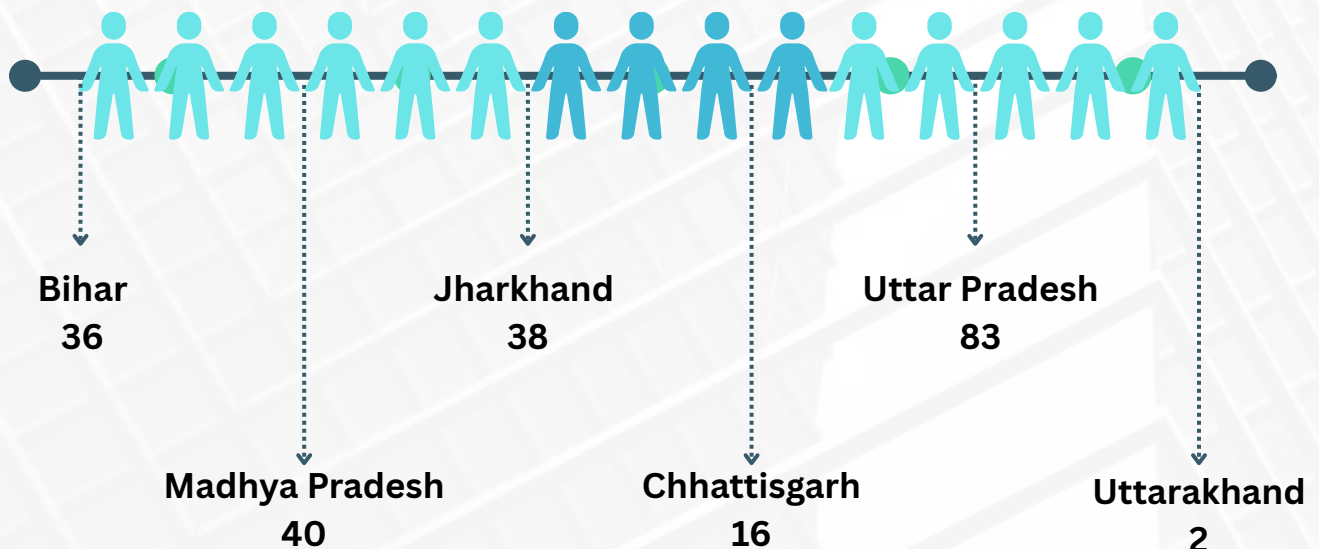 Bihar
36
Madhya Pradesh
40
Jharkhand
38
Chhattisgarh
16
Uttar Pradesh
83
Uttarakhand
2